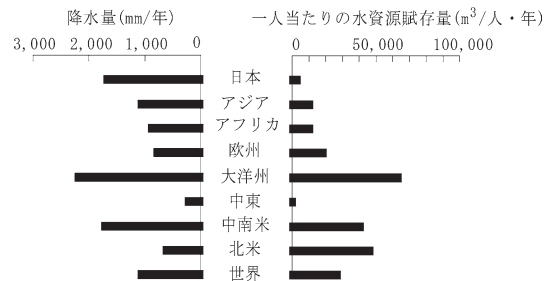 降水量(mm/年) 一人当たりの水資源賦存量(m³/人・年)
3,000 2,000 1,000 0 0 50,000 100,000
日本
アジア
アフリカ
欧州
大洋州
中東
中南米
北米
世界